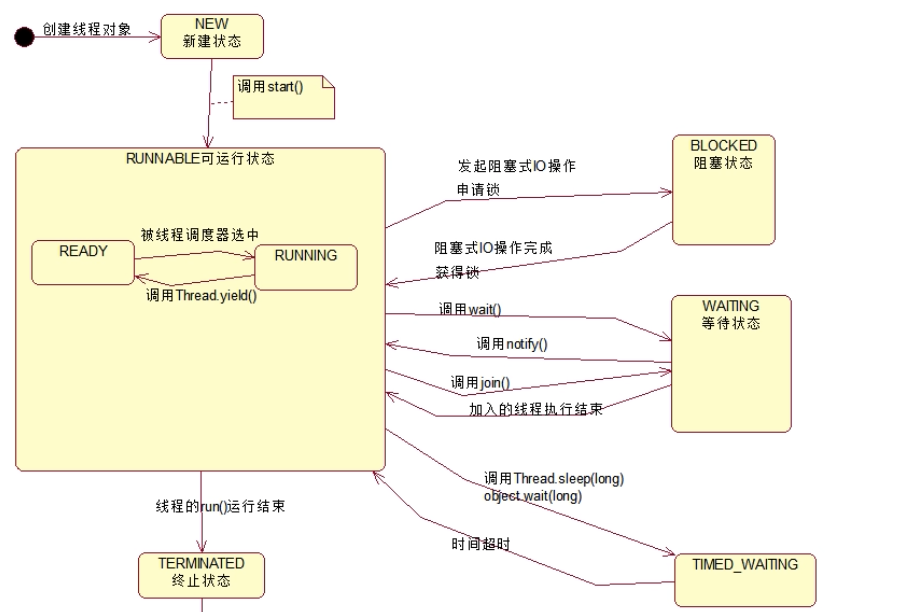 创建线程对象
NEW
新建状态
调用start()
RUNNABLE可运行状态
BLOCKED
阻塞状态
发起阻塞式IO操作
申请锁
被线程调度器选中
READY
RUNNING
调用Thread.yield()
阻塞式IO操作完成
获得锁
WAITING
等待状态
调用wait()
调用notify()
调用join()
加入的线程执行结束
调用Thread.sleep(long)
object.wait(long)
线程的run()运行结束
时间超时
TERMINATED
终止状态
TIMED_WAITING